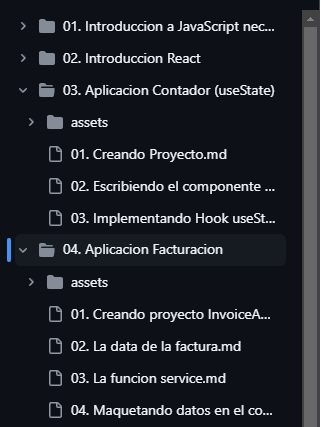 01. Introduccion a JavaScript nec...
02. Introduccion React
03. Aplicacion Contador (useState)
assets
01. Creando Proyecto.md
02. Escribiendo el componente ...
03. Implementando Hook useSt...
04. Aplicacion Facturacion
assets
01. Creando proyecto InvoiceA...
02. La data de la factura.md
03. La funcion service.md
04. Maquetando datos en el co...